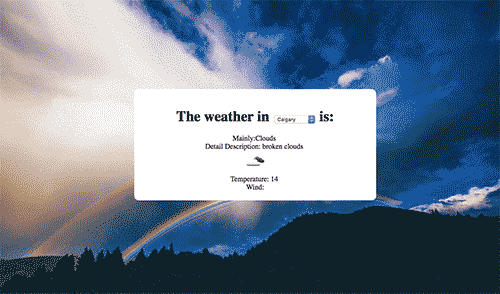 The weather in Calgary is:
Mainly:Clouds
Detail Description: broken clouds
Temperature: 14
Wind: